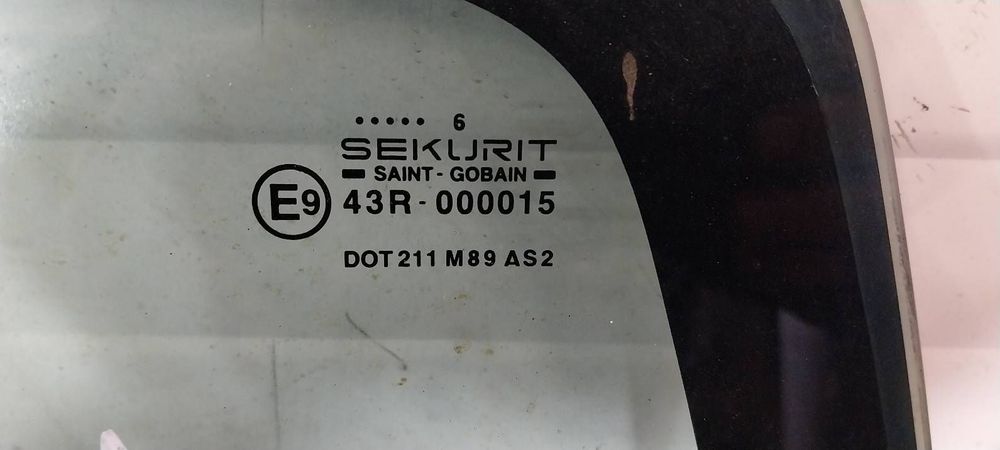 ••••• 6
SEKURIT
SAINT-GOBAIN
E9 43R-000015
DOT 211 M89 AS2